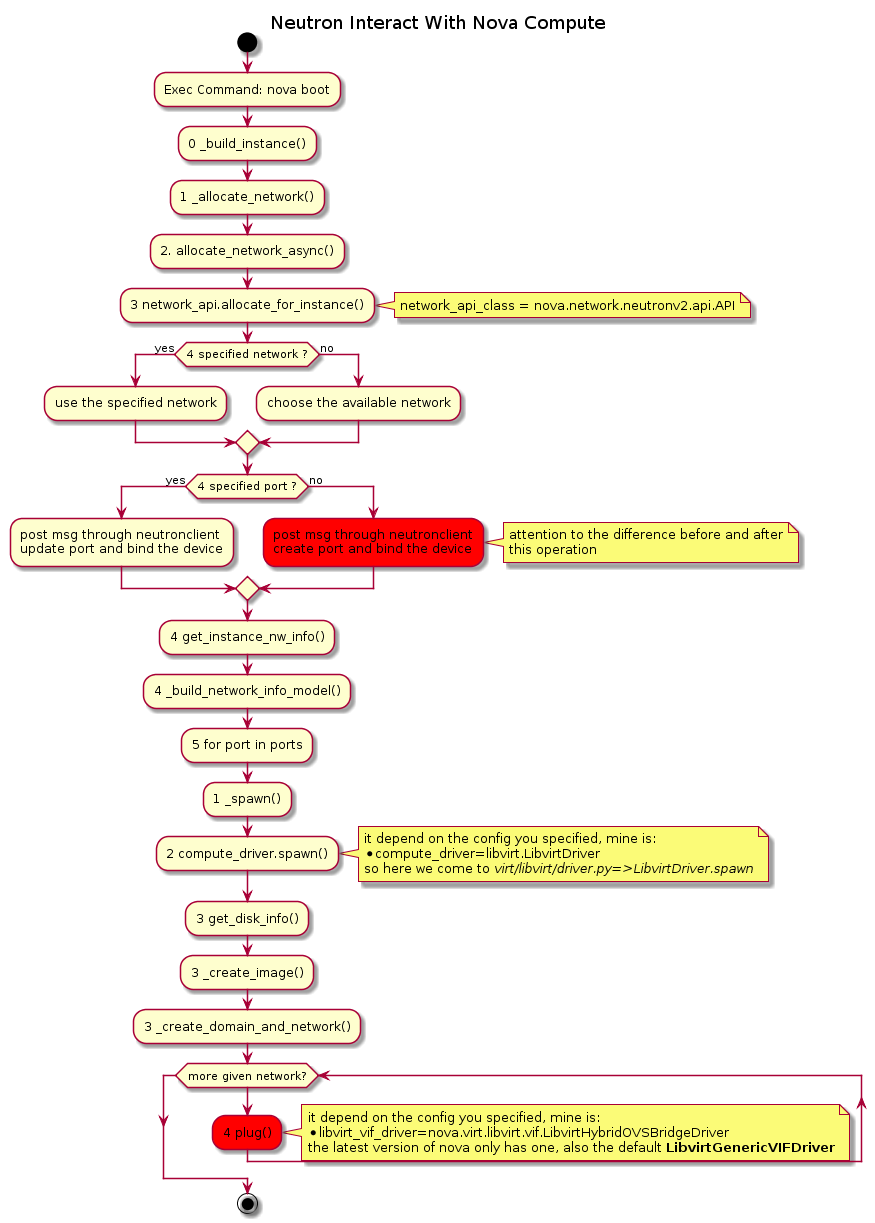 Neutron Interact With Nova Compute
Exec Command: nova boot
0 _build_instance()
1 _allocate_network()
2. allocate_network_async()
3 network_api.allocate_for_instance()
network_api_class = nova.network.neutronv2.api.API
yes
4 specified network ?
no
use the specified network
choose the available network
yes
4 specified port ?
no
post msg through neutronclient
update port and bind the device
post msg through neutronclient
create port and bind the device
attention to the difference before and after
this operation
4 get_instance_nw_info()
4 _build_network_info_model()
5 for port in ports
1 _spawn()
2 compute_driver.spawn()
it depend on the config you specified, mine is:
•compute_driver=libvirt.LibvirtDriver
so here we come to virt/libvirt/driver.py=>LibvirtDriver.spawn
3 get_disk_info()
3 _create_image()
3 _create_domain_and_network()
more given network?
4 plug()
it depend on the config you specified, mine is:
•libvirt_vif_driver=nova.virt.libvirt.vif.LibvirtHybridOVSBridgeDriver
the latest version of nova only has one, also the default LibvirtGenericVIFDriver